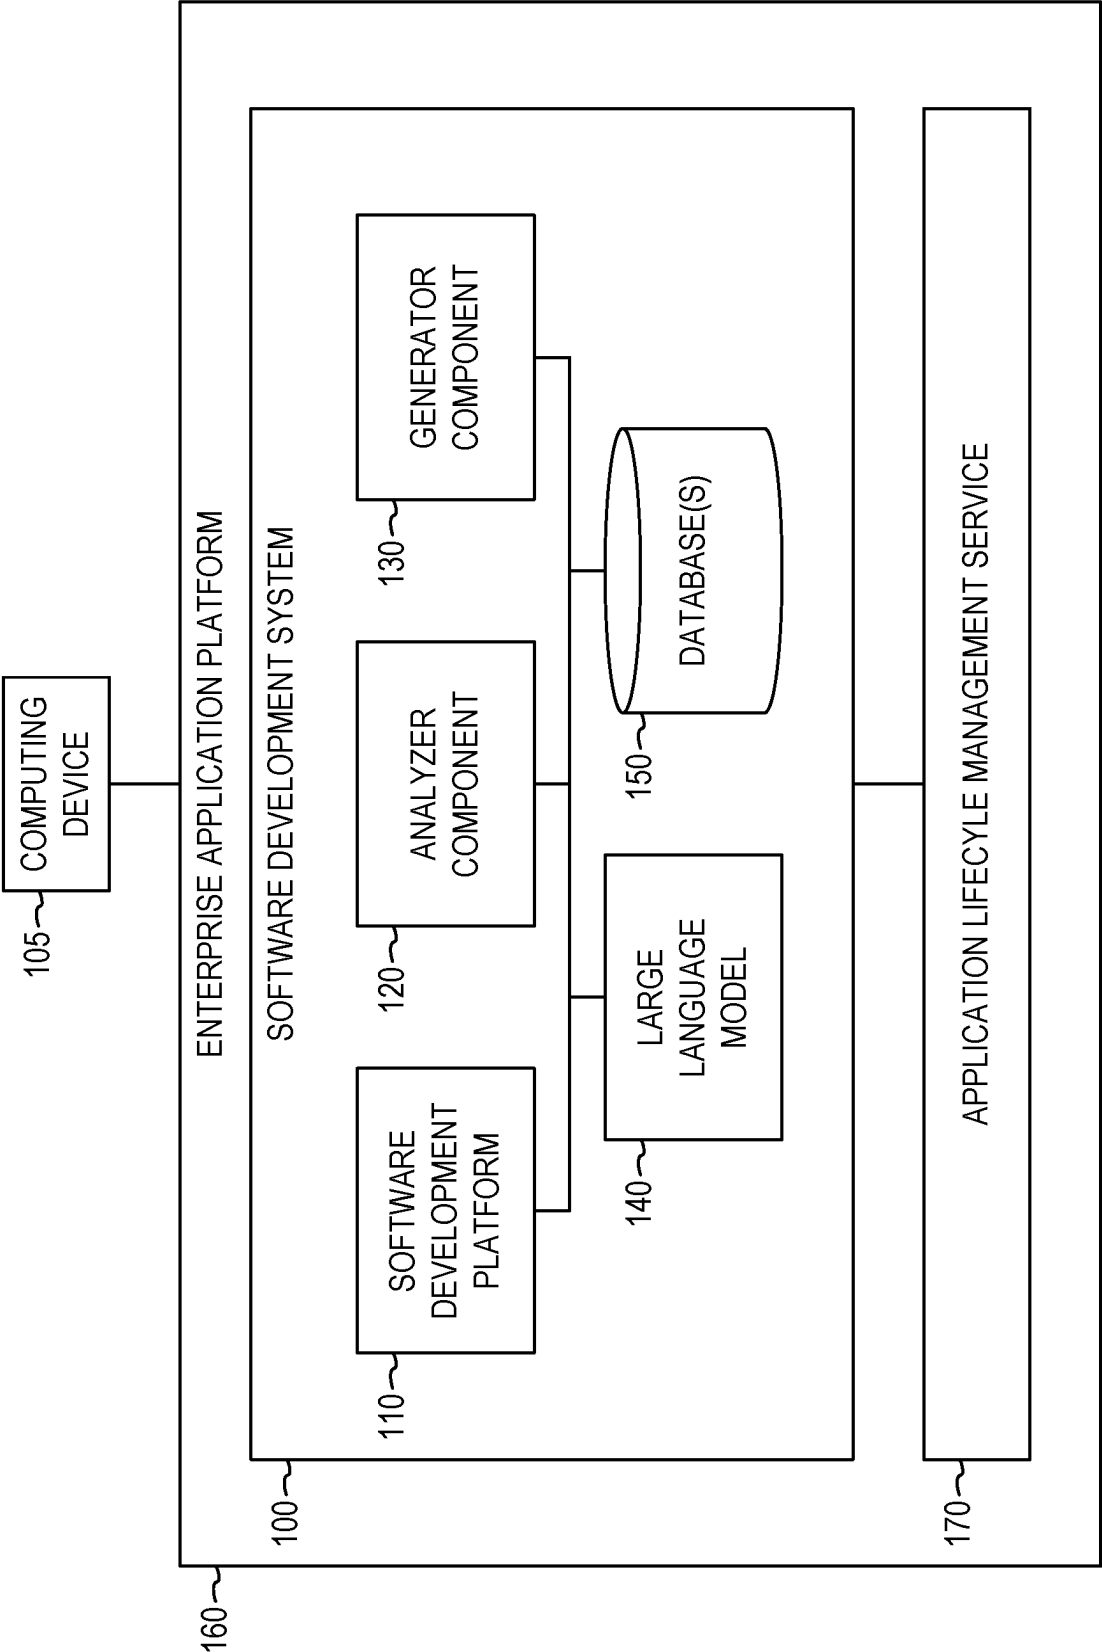 105
COMPUTING
DEVICE
160
ENTERPRISE APPLICATION PLATFORM
100
SOFTWARE DEVELOPMENT SYSTEM
110
SOFTWARE
DEVELOPMENT
PLATFORM
120
ANALYZER
COMPONENT
130
GENERATOR
COMPONENT
140
LARGE
LANGUAGE
MODEL
150
DATABASE(S)
170
APPLICATION LIFECYLE MANAGEMENT SERVICE